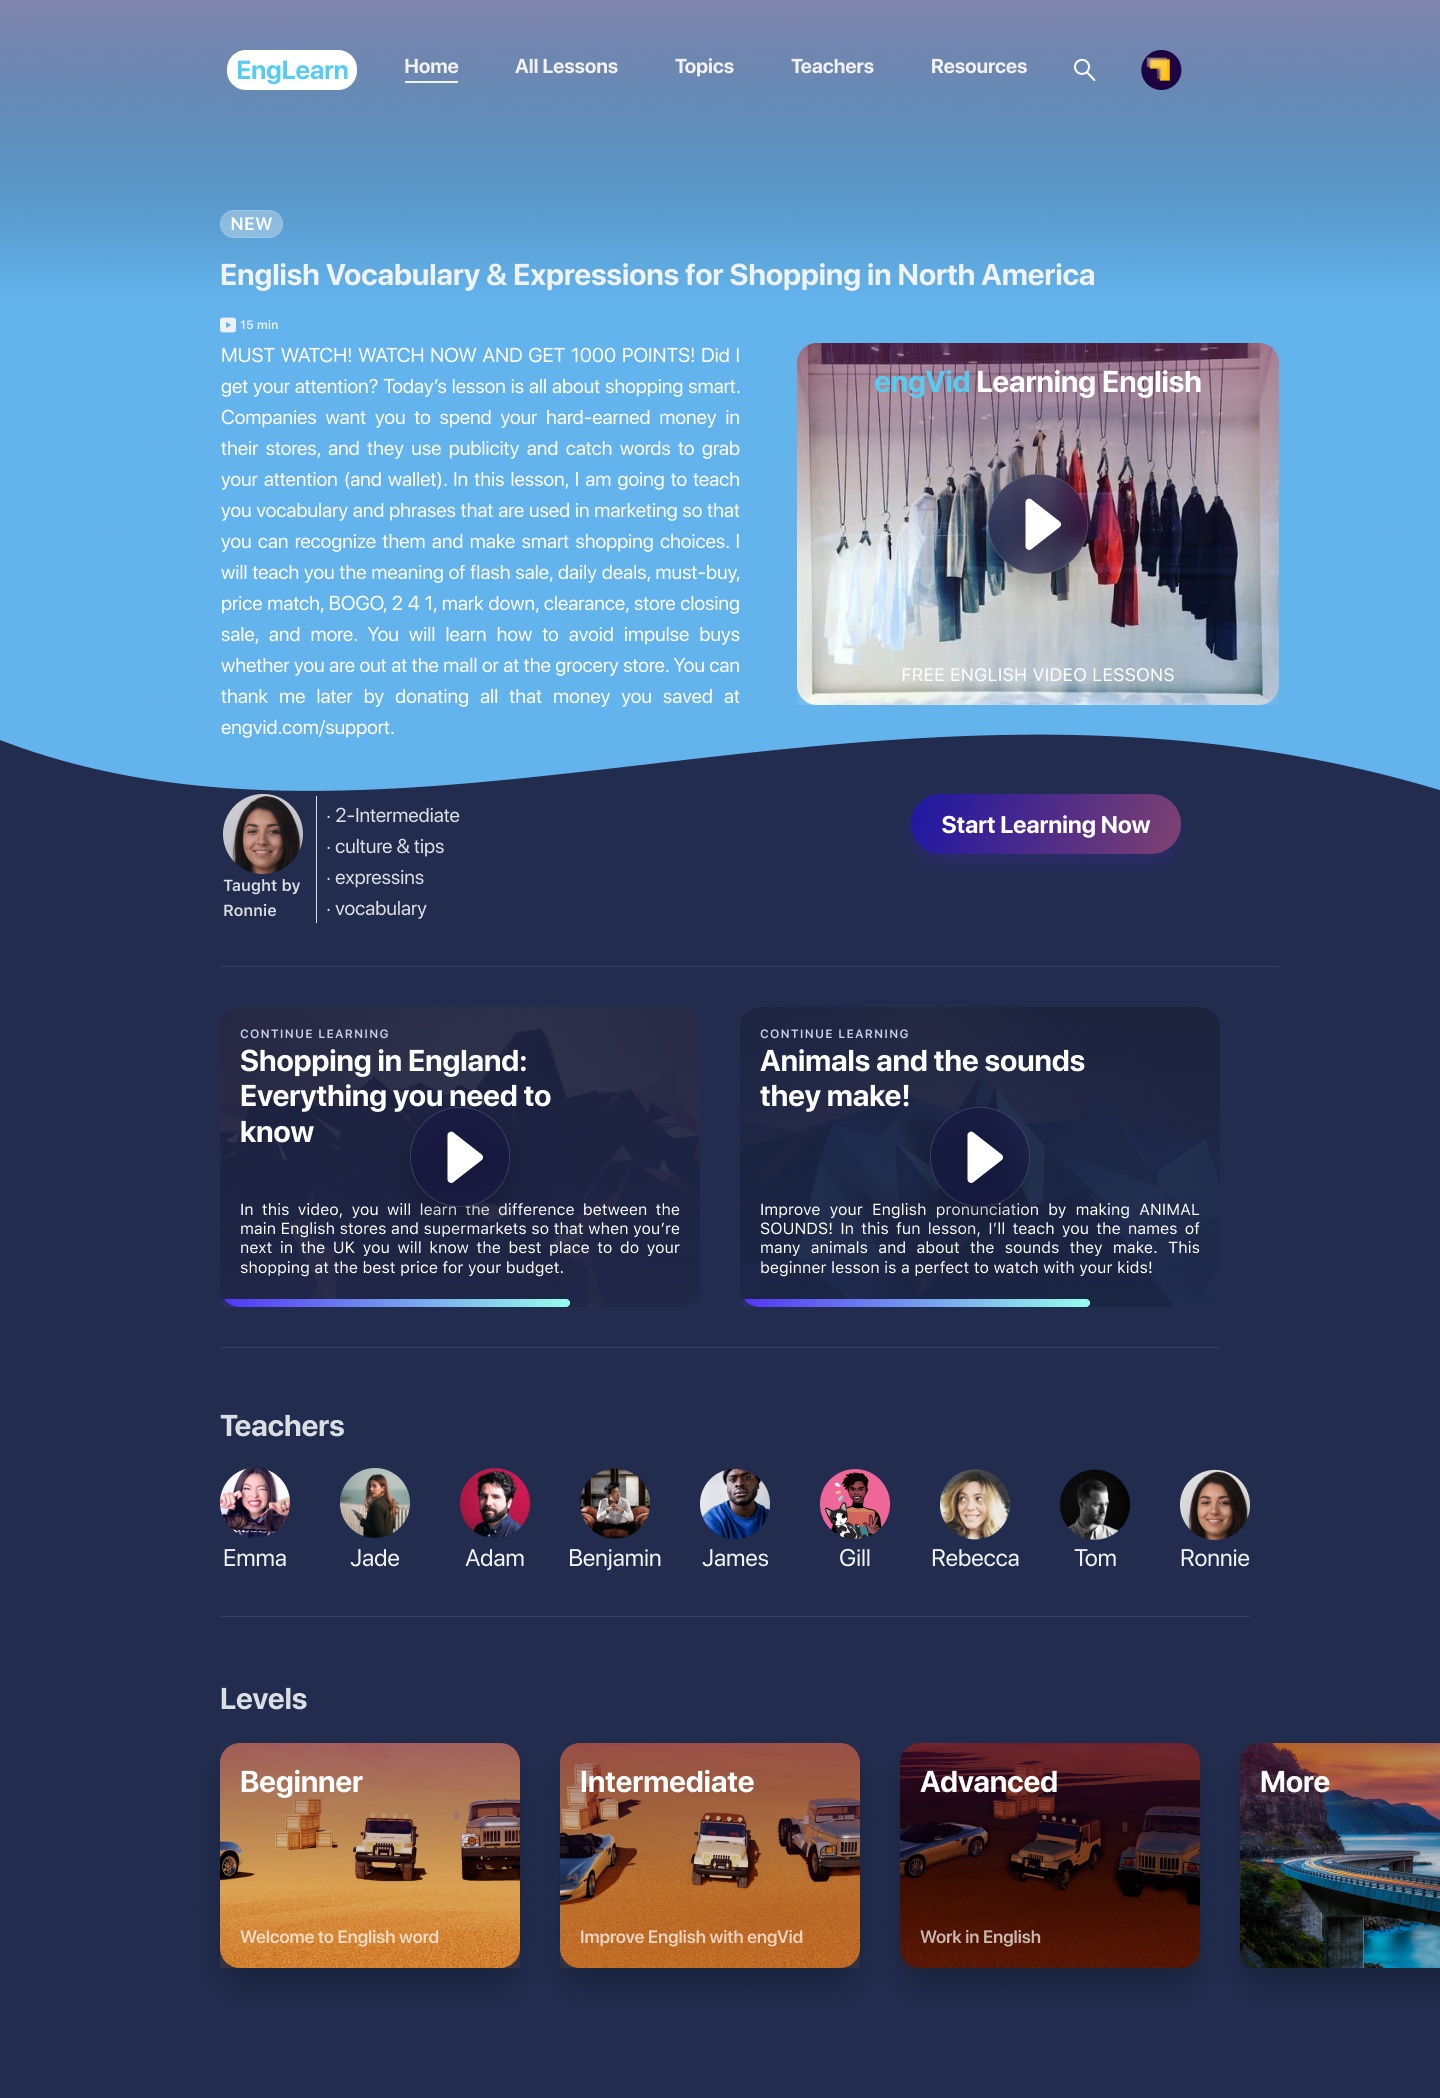 EngLearn
Home
All Lessons
Topics
Teachers
Resources
NEW
English Vocabulary & Expressions for Shopping in North America
15 min
MUST WATCH! WATCH NOW AND GET 1000 POINTS! Did I
get your attention? Today’s lesson is all about shopping smart.
Companies want you to spend your hard-earned money in
their stores, and they use publicity and catch words to grab
your attention (and wallet). In this lesson, I am going to teach
you vocabulary and phrases that are used in marketing so that
you can recognize them and make smart shopping choices. I
will teach you the meaning of flash sale, daily deals, must-buy,
price match, BOGO, 2 4 1, mark down, clearance, store closing
sale, and more. You will learn how to avoid impulse buys
whether you are out at the mall or at the grocery store. You can
thank me later by donating all that money you saved at
engvid.com/support.
engVid Learning English
FREE ENGLISH VIDEO LESSONS
Taught by
Ronnie
· 2-Intermediate
· culture & tips
· expressins
· vocabulary
Start Learning Now
CONTINUE LEARNING
Shopping in England:
Everything you need to
know
In this video, you will learn the difference between the
main English stores and supermarkets so that when you’re
next in the UK you will know the best place to do your
shopping at the best price for your budget.
CONTINUE LEARNING
Animals and the sounds
they make!
Improve your English pronunciation by making ANIMAL
SOUNDS! In this fun lesson, I’ll teach you the names of
many animals and about the sounds they make. This
beginner lesson is a perfect to watch with your kids!
Teachers
Emma
Jade
Adam
Benjamin
James
Gill
Rebecca
Tom
Ronnie
Levels
Beginner
Welcome to English word
Intermediate
Improve English with engVid
Advanced
Work in English
More